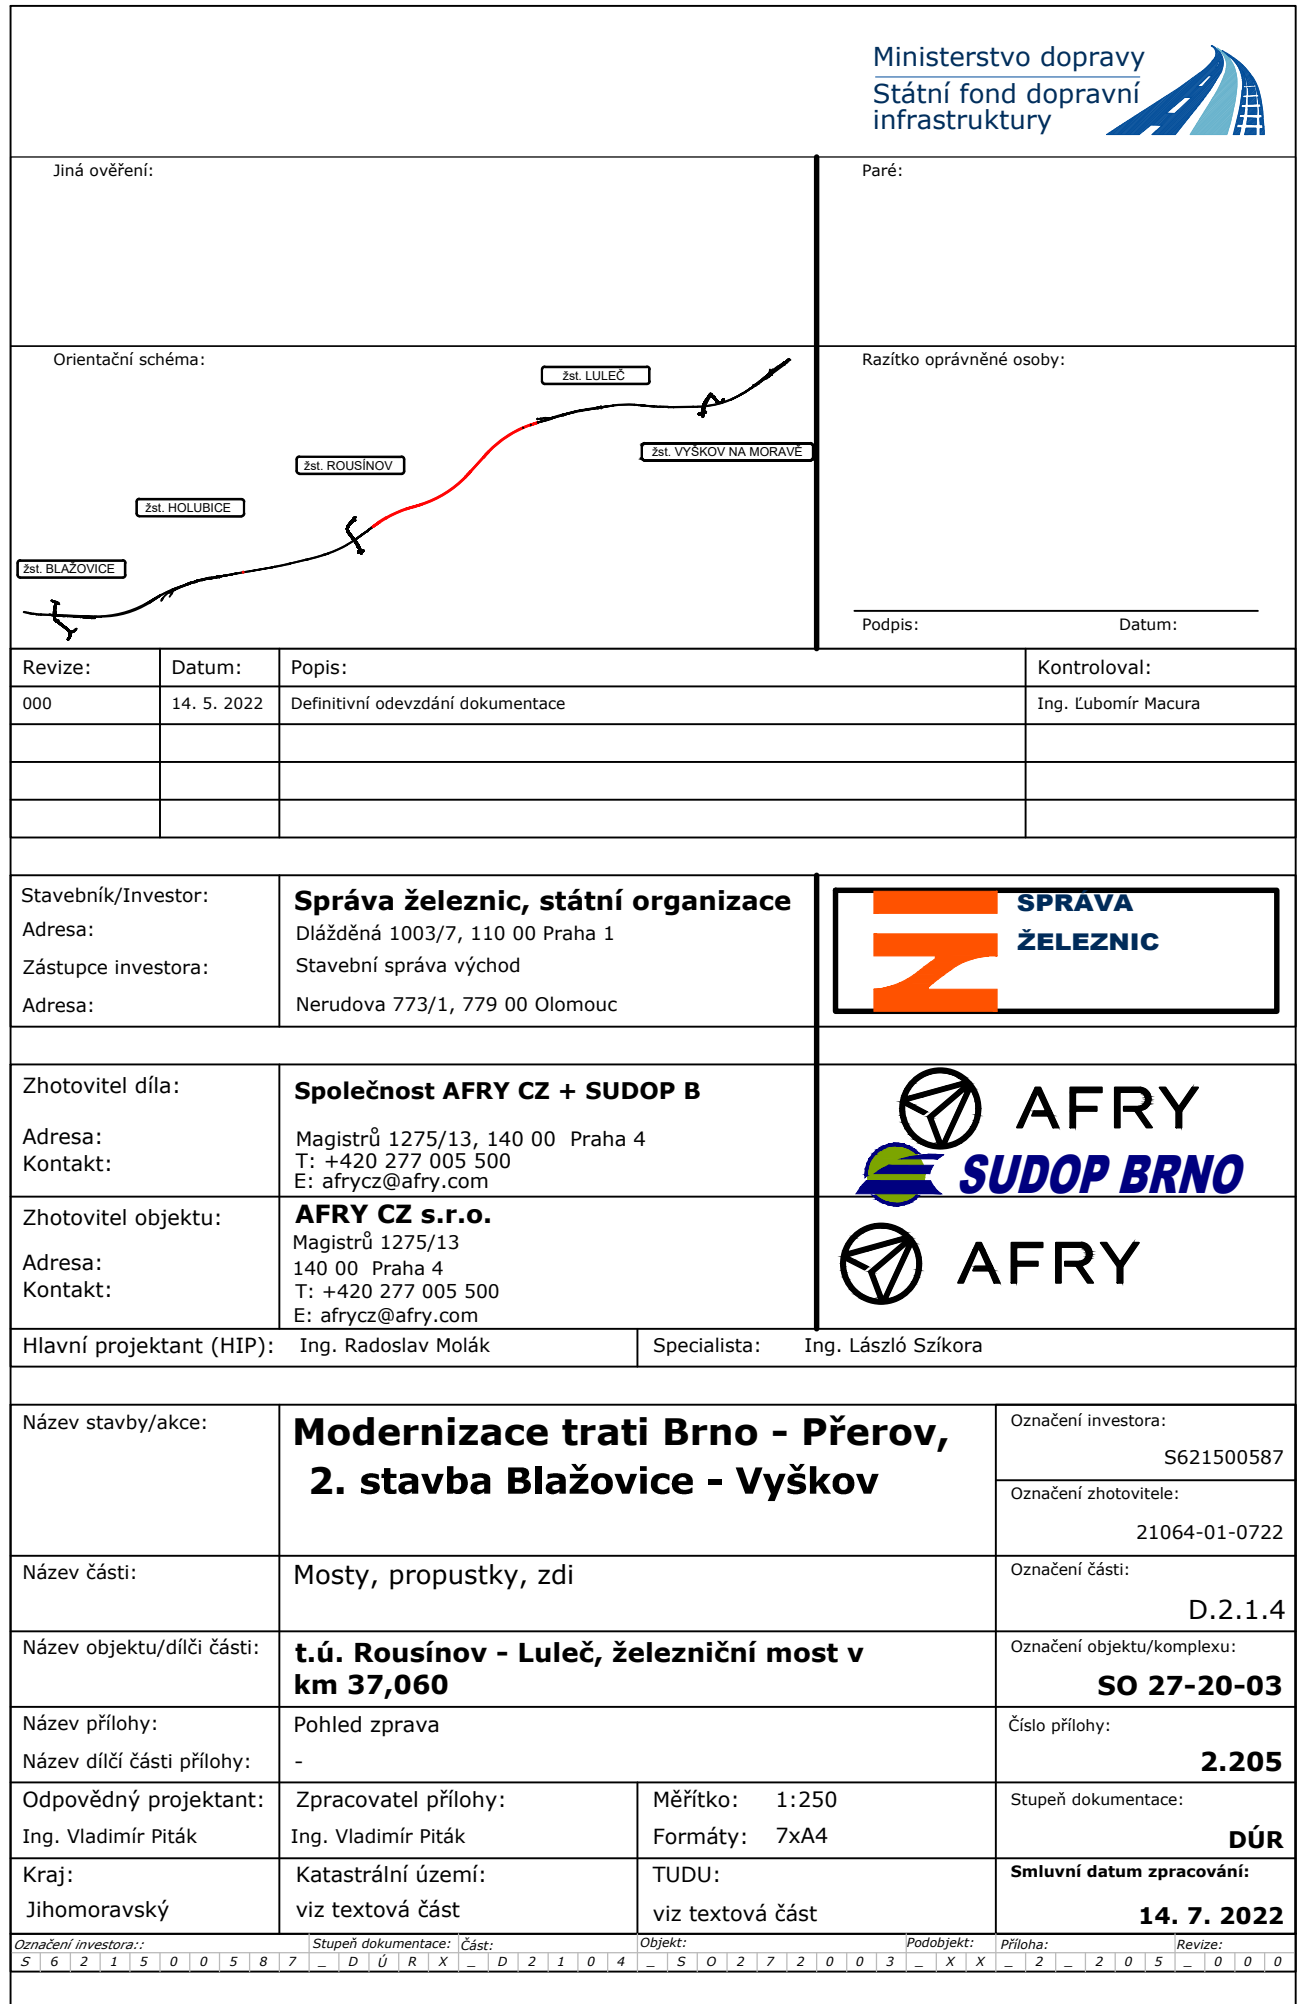 Ministerstvo dopravy
Státní fond dopravní
infrastruktury
Jiná ověření:
Paré:
Orientační schéma:
Razítko oprávněné osoby:
žst. LULEČ
žst. VYŠKOV NA MORAVĚ
žst. ROUSÍNOV
žst. HOLUBICE
žst. BLAŽOVICE
Podpis: Datum:
Revize: Datum: Popis: Kontroloval:
000 14. 5. 2022 Definitivní odevzdání dokumentace Ing. Ľubomír Macura
Stavebník/Investor: Správa železnic, státní organizace
Adresa: Dlážděná 1003/7, 110 00 Praha 1
Zástupce investora: Stavební správa východ
Adresa: Nerudova 773/1, 779 00 Olomouc
SPRÁVA
ŽELEZNIC
Zhotovitel díla: Společnost AFRY CZ + SUDOP B
Adresa: Magistrů 1275/13, 140 00 Praha 4
Kontakt: T: +420 277 005 500
E: afrycz@afry.com
AFRY
SUDOP BRNO
Zhotovitel objektu: AFRY CZ s.r.o.
Magistrů 1275/13
Adresa: 140 00 Praha 4
Kontakt: T: +420 277 005 500
E: afrycz@afry.com
AFRY
Hlavní projektant (HIP): Ing. Radoslav Molák Specialista: Ing. László Szíkora
Název stavby/akce: Modernizace trati Brno - Přerov,
2. stavba Blažovice - Vyškov
Označení investora:
S621500587
Označení zhotovitele:
21064-01-0722
Název části: Mosty, propustky, zdi
Označení části:
D.2.1.4
Název objektu/dílči části: t.ú. Rousínov - Luleč, železniční most v
km 37,060
Označení objektu/komplexu:
SO 27-20-03
Název přílohy: Pohled zprava
Číslo přílohy:
Název dílčí části přílohy: -
2.205
Odpovědný projektant: Zpracovatel přílohy: Měřítko: 1:250 Stupeň dokumentace:
Ing. Vladimír Piták Ing. Vladimír Piták Formáty: 7xA4 DÚR
Kraj: Katastrální území: TUDU: Smluvní datum zpracování:
Jihomoravský viz textová část viz textová část 14. 7. 2022
Označení investora:: Stupeň dokumentace: Část: Objekt: Podobjekt: Příloha: Revize:
S 6 2 1 5 0 0 5 8 7 _ D Ú R X _ D 2 1 0 4 _ S O 2 7 2 0 0 3 _ X X _ 2 _ 2 0 5 _ 0 0 0